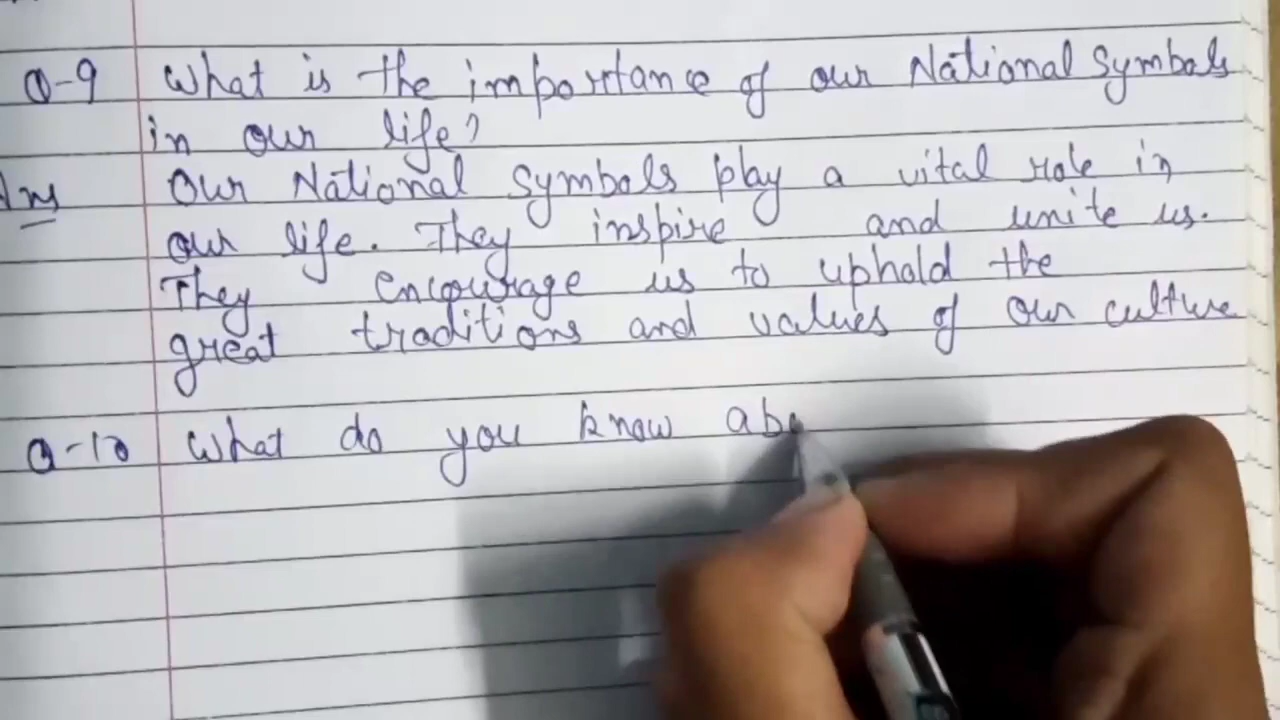 Q-9 What is the importance of our National Symbols
in our life?
Ans Our National Symbols play a vital role in
our life. They inspire and unite us.
They encourage us to uphold the
great traditions and values of our culture
Q-10 What do you know abo